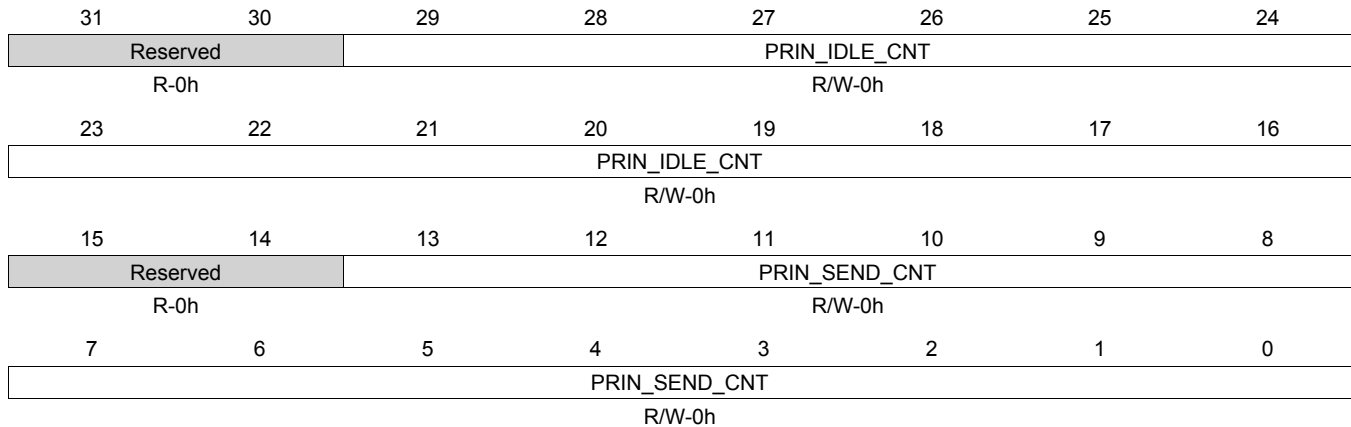 31 30 29 28 27 26 25 24
Reserved PRIN_IDLE_CNT
R-0h R/W-0h
23 22 21 20 19 18 17 16
PRIN_IDLE_CNT
R/W-0h
15 14 13 12 11 10 9 8
Reserved PRIN_SEND_CNT
R-0h R/W-0h
7 6 5 4 3 2 1 0
PRIN_SEND_CNT
R/W-0h